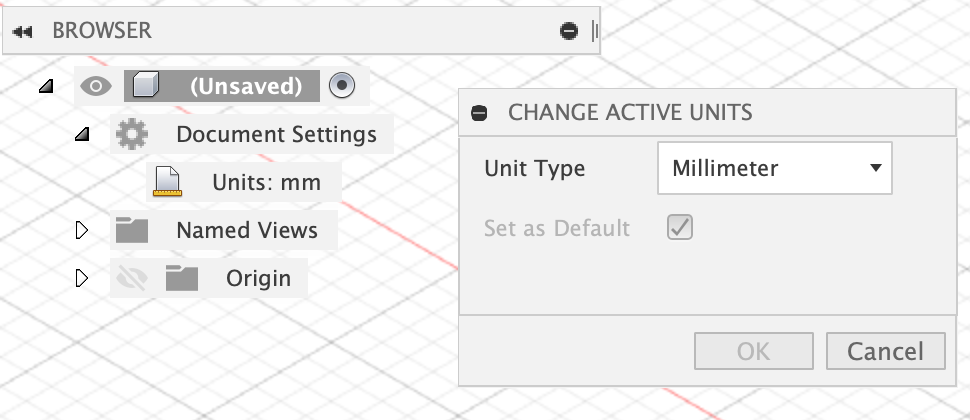 BROWSER
(Unsaved)
Document Settings
Units: mm
Named Views
Origin
CHANGE ACTIVE UNITS
Unit Type
Millimeter
Set as Default
OK
Cancel